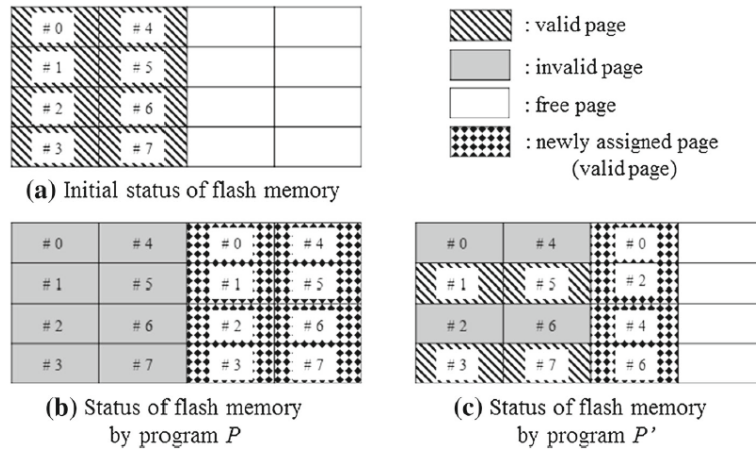 # 0 # 4
# 1 # 5
# 2 # 6
# 3 # 7
(a) Initial status of flash memory
: valid page
: invalid page
: free page
: newly assigned page
(valid page)
# 0 # 4 # 0 # 4
# 1 # 5 # 1 # 5
# 2 # 6 # 2 # 6
# 3 # 7 # 3 # 7
(b) Status of flash memory
by program P
# 0 # 4 # 0
# 1 # 5 # 2
# 2 # 6 # 4
# 3 # 7 # 6
(c) Status of flash memory
by program P'